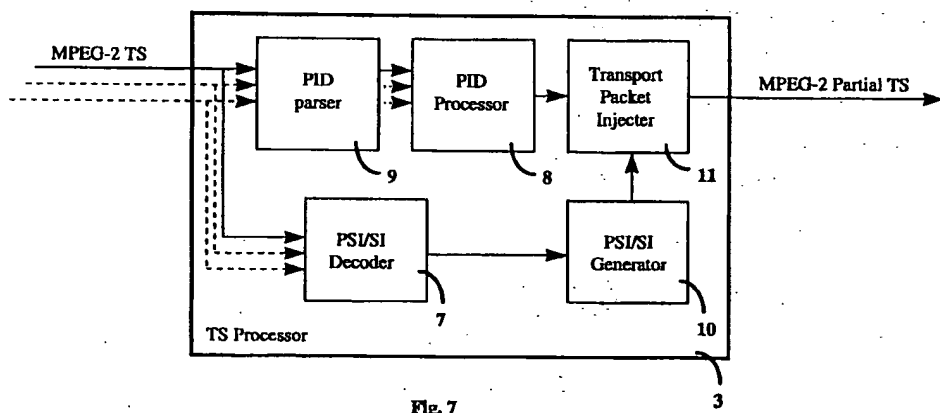 MPEG-2 TS
PID
parser
9
PID
Processor
8
Transport
Packet
Injecter
11
MPEG-2 Partial TS
PSI/SI
Decoder
7
PSI/SI
Generator
10
TS Processor
3
Fig. 7